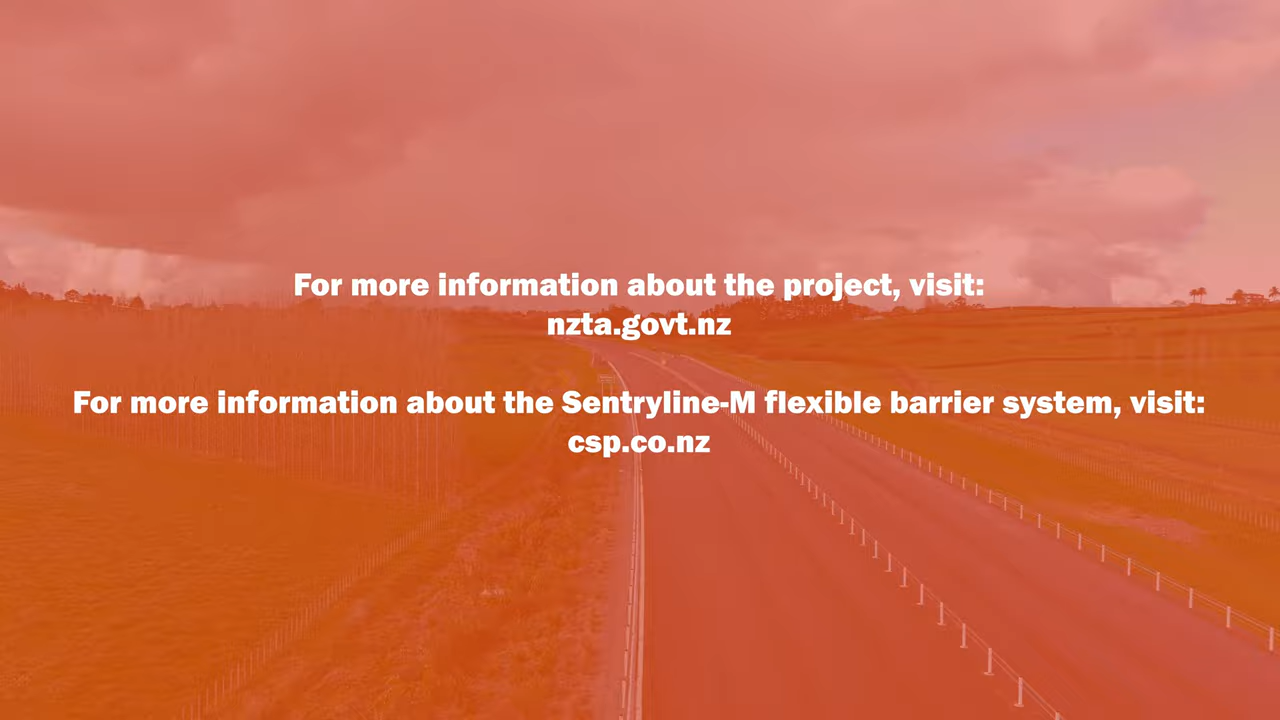 For more information about the project, visit:
nzta.govt.nz
For more information about the Sentryline-M flexible barrier system, visit:
csp.co.nz